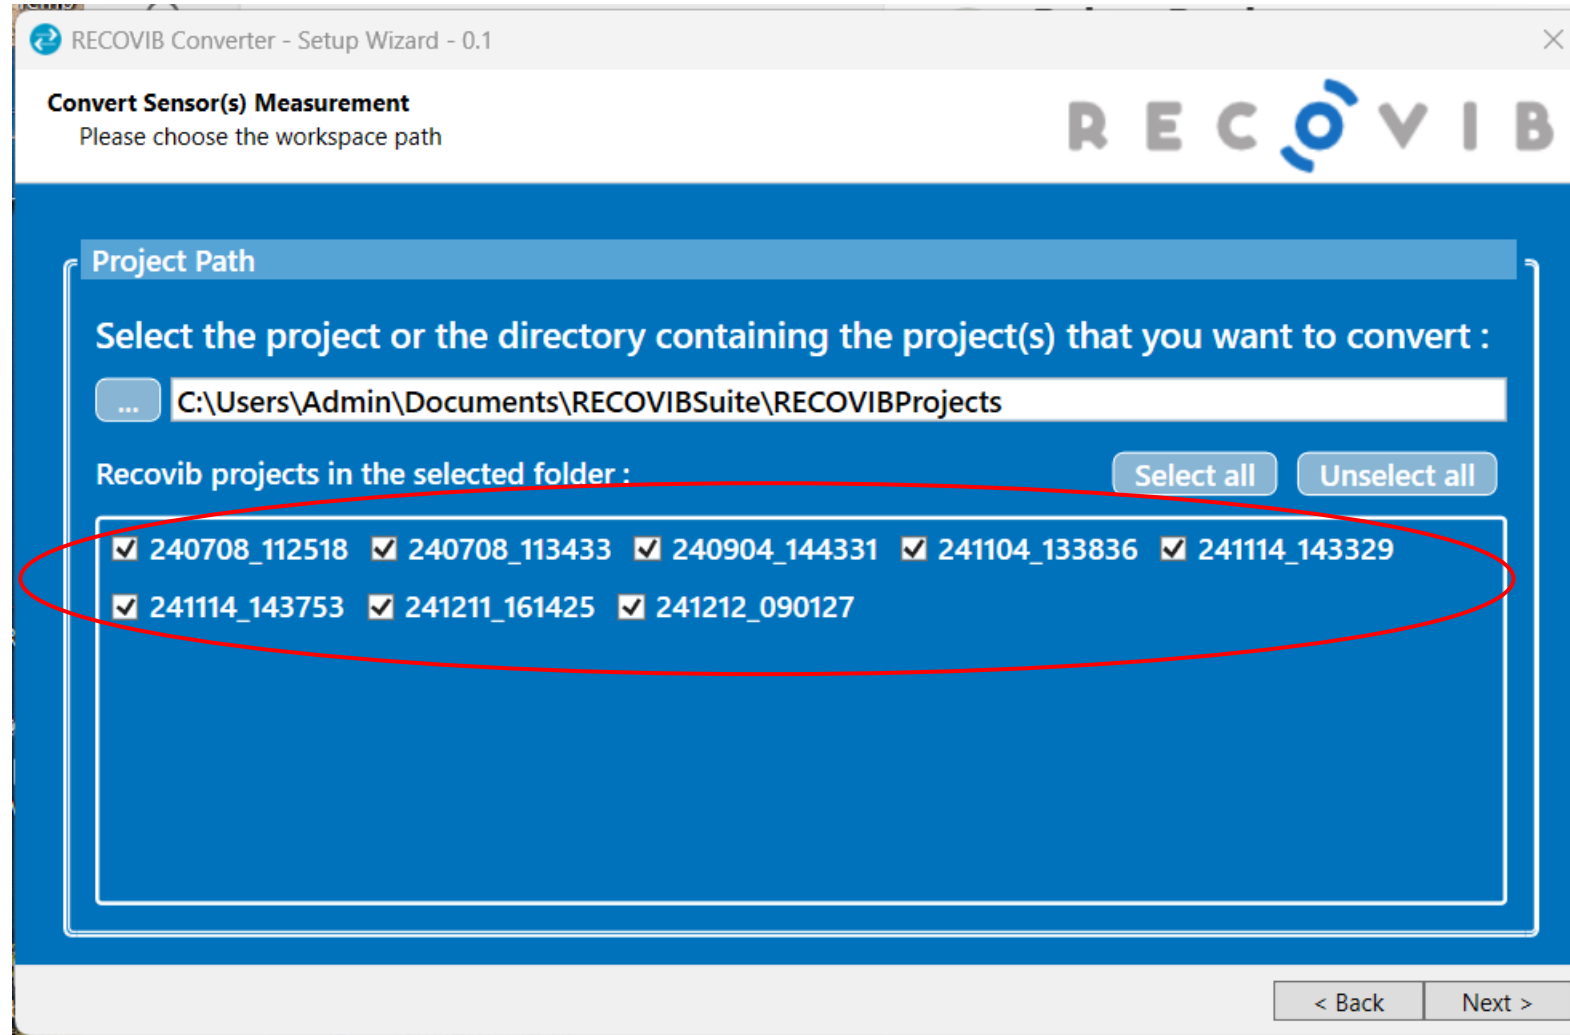 RECOVIB Converter - Setup Wizard - 0.1
Convert Sensor(s) Measurement
Please choose the workspace path
RECOVIB
Project Path
Select the project or the directory containing the project(s) that you want to convert :
... C:\Users\Admin\Documents\RECOVIBSuite\RECOVIBProjects
Recovib projects in the selected folder : Select all Unselect all
240708_112518 240708_113433 240904_144331 241104_133836 241114_143329
241114_143753 241211_161425 241212_090127
< Back Next >